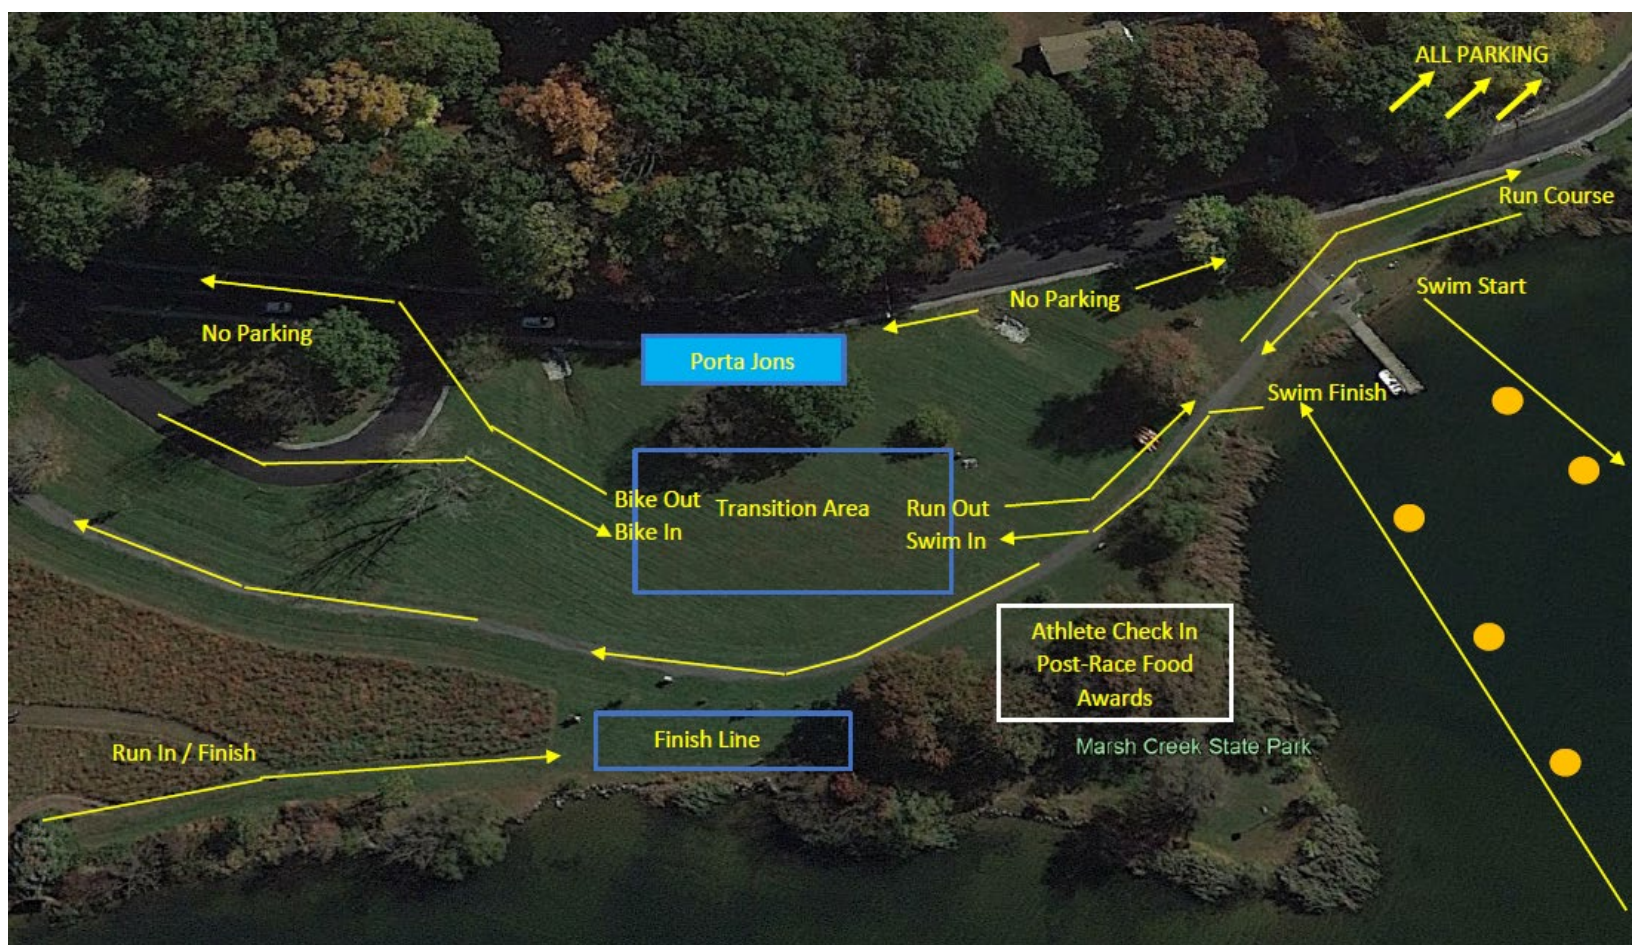 ALL PARKING
Run Course
Swim Start
No Parking
No Parking
Porta Jons
Swim Finish
Bike Out
Bike In
Transition Area
Run Out
Swim In
Athlete Check In
Post-Race Food
Awards
Finish Line
Marsh Creek State Park
Run In / Finish